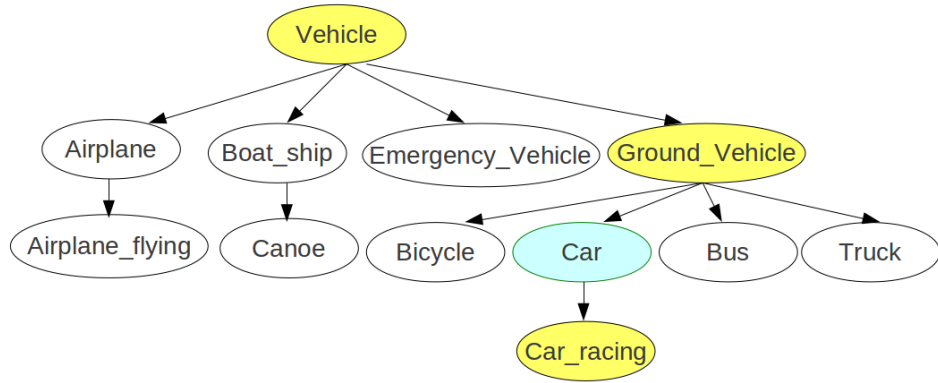 Vehicle
Airplane
Boat_ship
Emergency_Vehicle
Ground_Vehicle
Airplane_flying
Canoe
Bicycle
Car
Bus
Truck
Car_racing